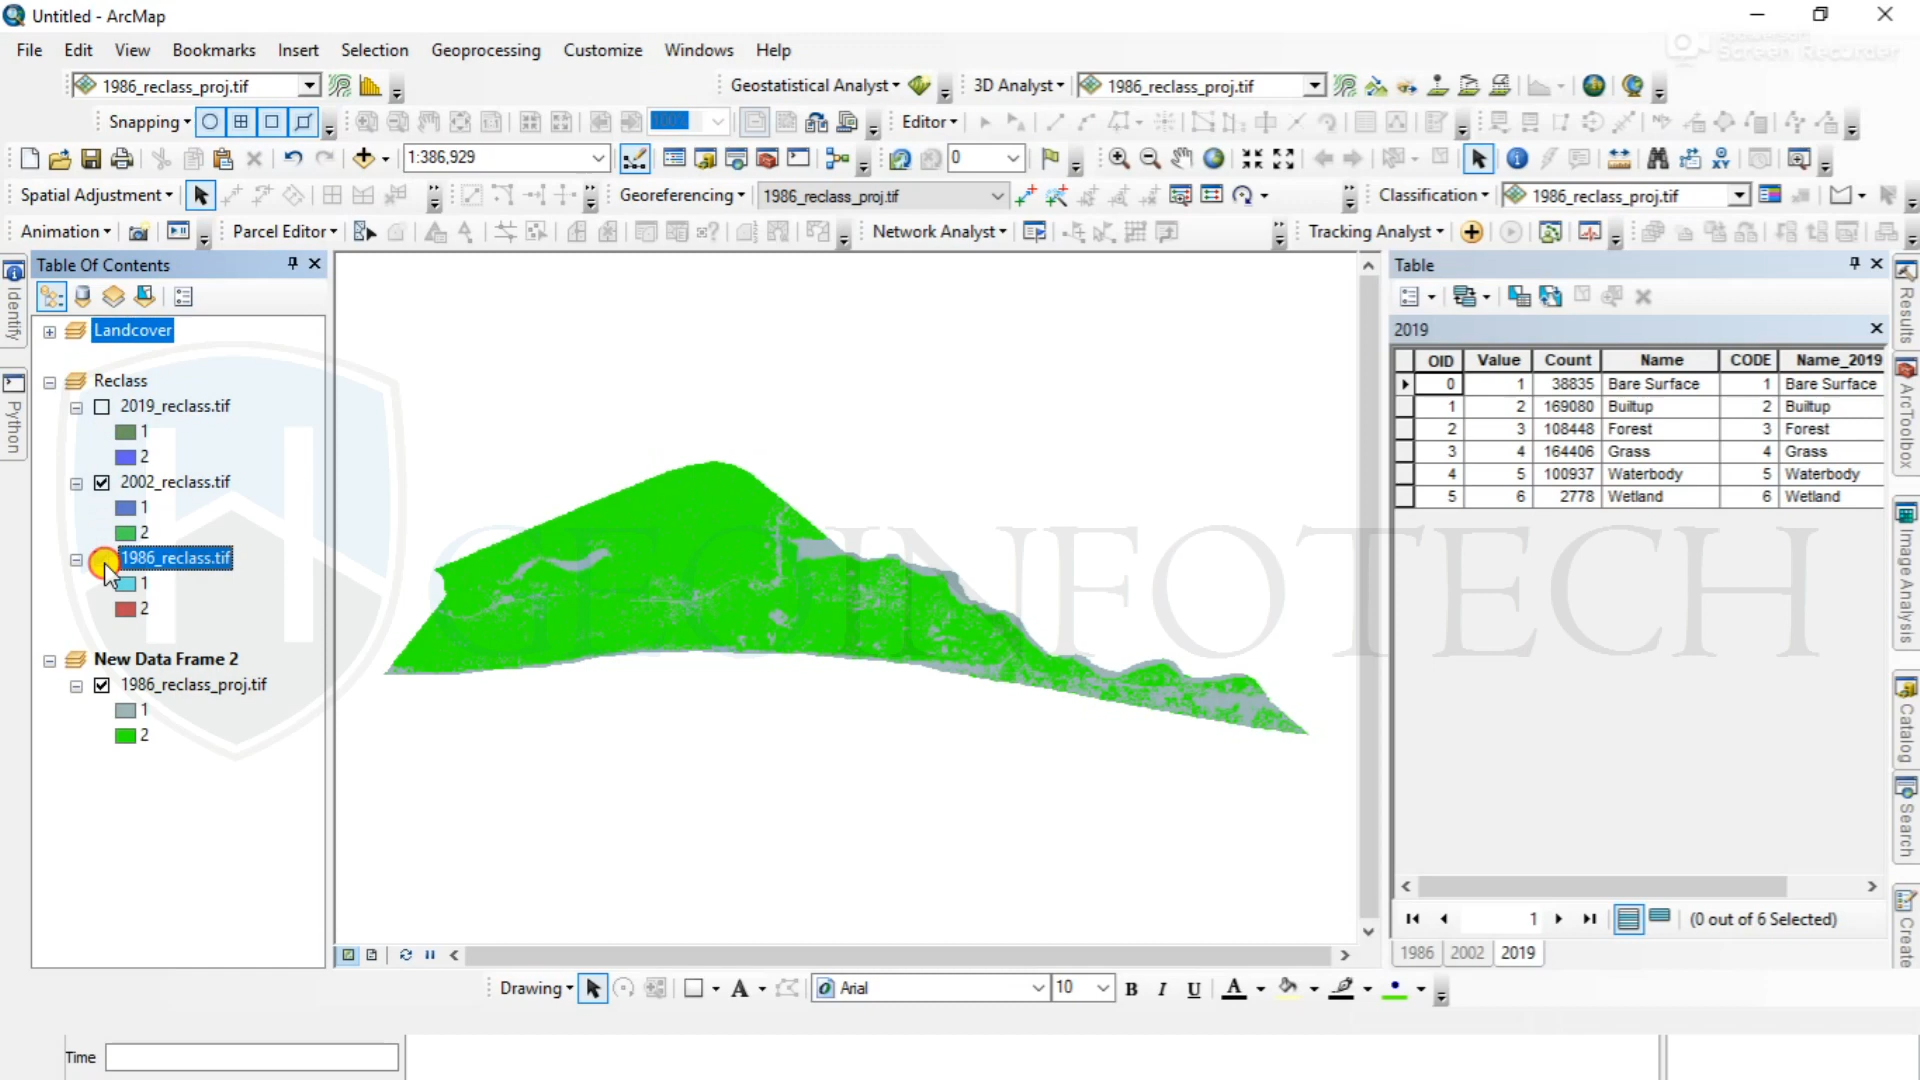 Untitled - ArcMap
Apowersoft
Screen Recorder
File Edit View Bookmarks Insert Selection Geoprocessing Customize Windows Help
1986_reclass_proj.tif Geostatistical Analyst 3D Analyst 1986_reclass_proj.tif
Snapping 100% Editor
1:386,929 0
Spatial Adjustment Georeferencing 1986_reclass_proj.tif Classification 1986_reclass_proj.tif
Animation Parcel Editor Network Analyst Tracking Analyst
Identify
Python
Table Of Contents
Landcover
Reclass
2019_reclass.tif
1
2
2002_reclass.tif
1
2
1986_reclass.tif
1
2
New Data Frame 2
1986_reclass_proj.tif
1
2
GEOINFOTECH
Table
2019
OID Value Count Name CODE Name_2019
0 1 38835 Bare Surface 1 Bare Surface
1 2 169080 Builtup 2 Builtup
2 3 108448 Forest 3 Forest
3 4 164406 Grass 4 Grass
4 5 100937 Waterbody 5 Waterbody
5 6 2778 Wetland 6 Wetland
1 (0 out of 6 Selected)
1986 2002 2019
Results
ArcToolbox
Image Analysis
Catalog
Search
Create
Drawing A Arial 10 B I U A
Time